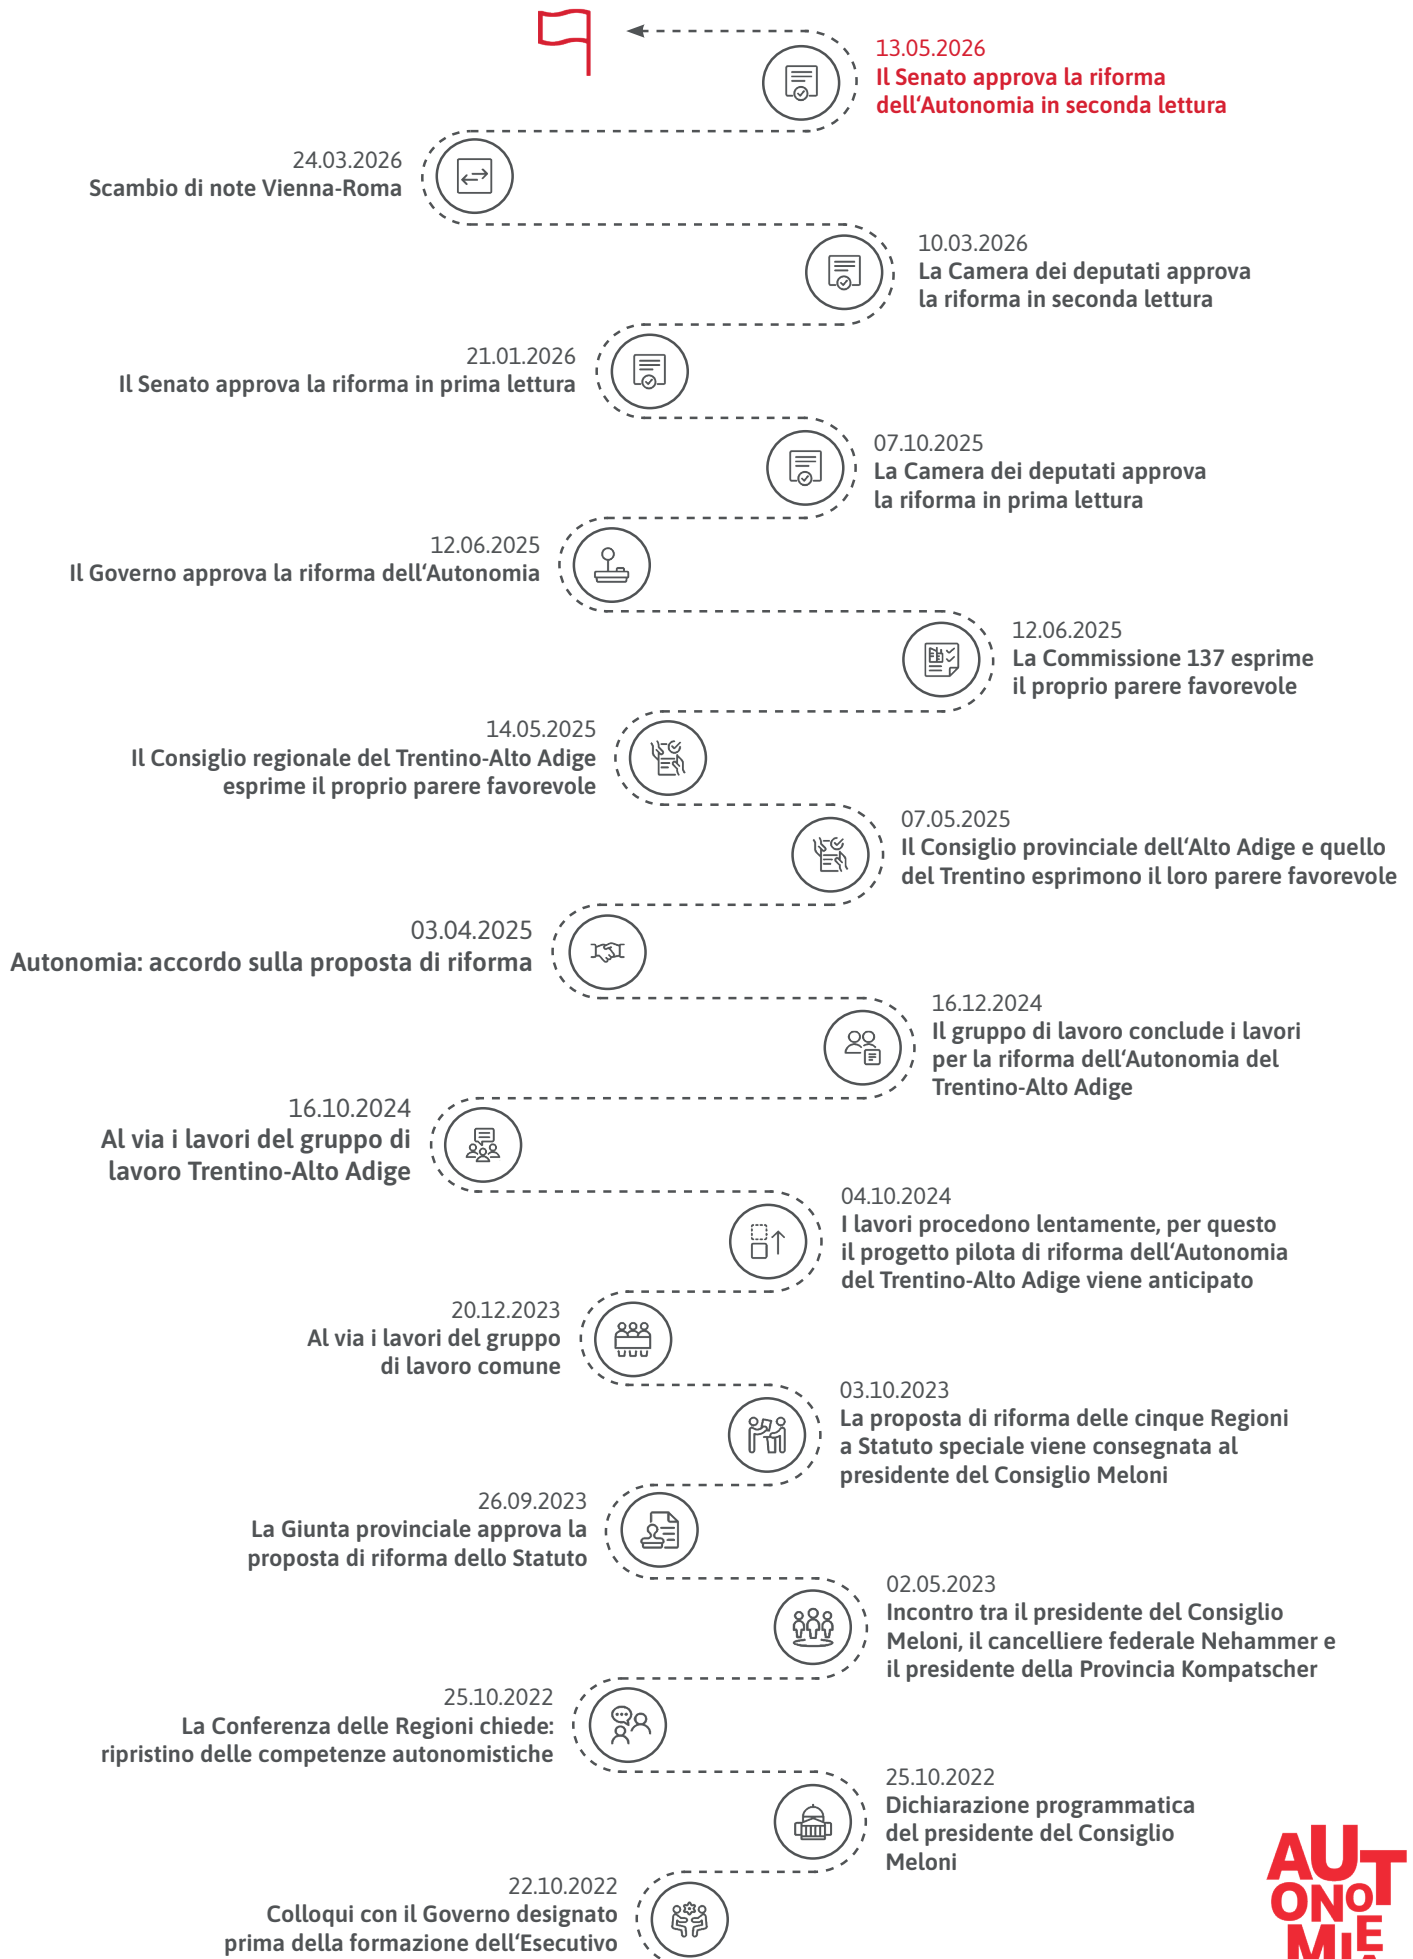 13.05.2026
Il Senato approva la riforma
dell‘Autonomia in seconda lettura
24.03.2026
Scambio di note Vienna-Roma
10.03.2026
La Camera dei deputati approva
la riforma in seconda lettura
21.01.2026
Il Senato approva la riforma in prima lettura
07.10.2025
La Camera dei deputati approva
la riforma in prima lettura
12.06.2025
Il Governo approva la riforma dell‘Autonomia
12.06.2025
La Commissione 137 esprime
il proprio parere favorevole
14.05.2025
Il Consiglio regionale del Trentino-Alto Adige
esprime il proprio parere favorevole
07.05.2025
Il Consiglio provinciale dell‘Alto Adige e quello
del Trentino esprimono il loro parere favorevole
03.04.2025
Autonomia: accordo sulla proposta di riforma
16.12.2024
Il gruppo di lavoro conclude i lavori
per la riforma dell‘Autonomia del
Trentino-Alto Adige
16.10.2024
Al via i lavori del gruppo di
lavoro Trentino-Alto Adige
04.10.2024
I lavori procedono lentamente, per questo
il progetto pilota di riforma dell‘Autonomia
del Trentino-Alto Adige viene anticipato
20.12.2023
Al via i lavori del gruppo
di lavoro comune
03.10.2023
La proposta di riforma delle cinque Regioni
a Statuto speciale viene consegnata al
presidente del Consiglio Meloni
26.09.2023
La Giunta provinciale approva la
proposta di riforma dello Statuto
02.05.2023
Incontro tra il presidente del Consiglio
Meloni, il cancelliere federale Nehammer e
il presidente della Provincia Kompatscher
25.10.2022
La Conferenza delle Regioni chiede:
ripristino delle competenze autonomistiche
25.10.2022
Dichiarazione programmatica
del presidente del Consiglio
Meloni
22.10.2022
Colloqui con il Governo designato
prima della formazione dell‘Esecutivo
AUT
ONO
MIE